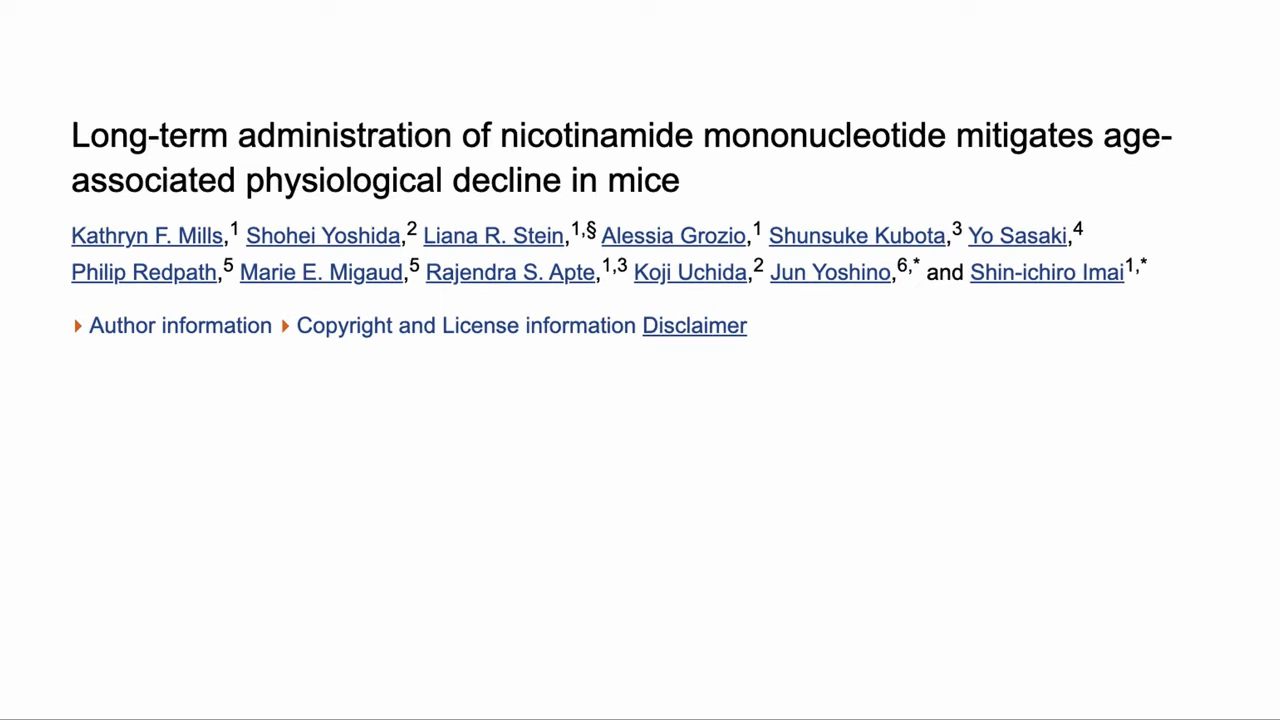 Long-term administration of nicotinamide mononucleotide mitigates age-
associated physiological decline in mice
Kathryn F. Mills,1 Shohei Yoshida,2 Liana R. Stein,1,§ Alessia Grozio,1 Shunsuke Kubota,3 Yo Sasaki,4
Philip Redpath,5 Marie E. Migaud,5 Rajendra S. Apte,1,3 Koji Uchida,2 Jun Yoshino,6,* and Shin-ichiro Imai1,*
Author information Copyright and License information Disclaimer